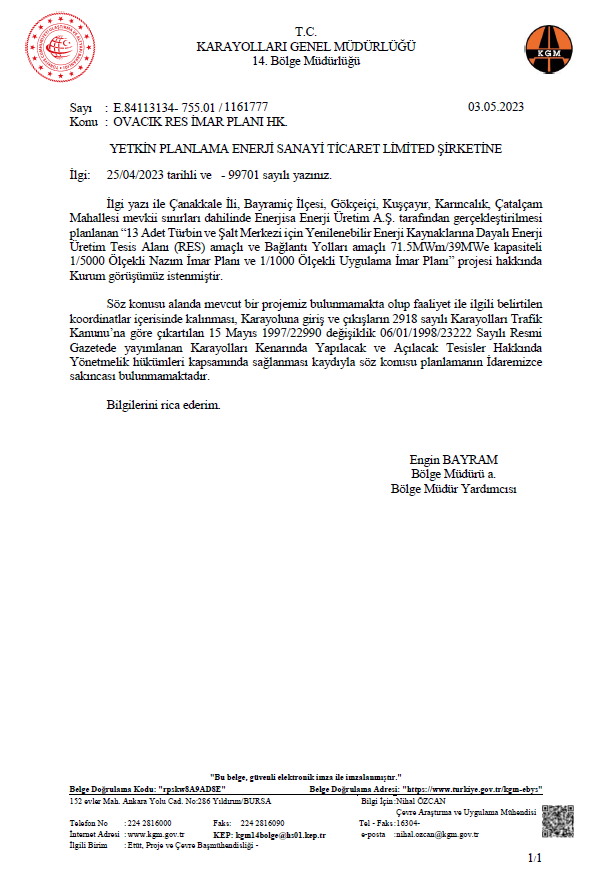 T.C.
KARAYOLLARI GENEL MÜDÜRLÜĞÜ
14. Bölge Müdürlüğü
KGM
Sayı : E.84113134- 755.01 / 1161777 03.05.2023
Konu : OVACIK RES İMAR PLANI HK.
YETKİN PLANLAMA ENERJİ SANAYİ TİCARET LİMİTED ŞİRKETİNE
İlgi: 25/04/2023 tarihli ve - 99701 sayılı yazınız.
İlgi yazı ile Çanakkale İli, Bayramiç İlçesi, Gökçeiçi, Kuşçayır, Karıncalık, Çatalçam
Mahallesi mevkii sınırları dahilinde Enerjisa Enerji Üretim A.Ş. tarafından gerçekleştirilmesi
planlanan “13 Adet Türbin ve Şalt Merkezi için Yenilenebilir Enerji Kaynaklarına Dayalı Enerji
Üretim Tesis Alanı (RES) amaçlı ve Bağlantı Yolları amaçlı 71.5MWm/39MWe kapasiteli
1/5000 Ölçekli Nazım İmar Planı ve 1/1000 Ölçekli Uygulama İmar Planı” projesi hakkında
Kurum görüşümüz istenmiştir.
Söz konusu alanda mevcut bir projemiz bulunmamakta olup faaliyet ile ilgili belirtilen
koordinatlar içerisinde kalınması, Karayoluna giriş ve çıkışların 2918 sayılı Karayolları Trafik
Kanunu’na göre çıkartılan 15 Mayıs 1997/22990 değişiklik 06/01/1998/23222 Sayılı Resmi
Gazetede yayımlanan Karayolları Kenarında Yapılacak ve Açılacak Tesisler Hakkında
Yönetmelik hükümleri kapsamında sağlanması kaydıyla söz konusu planlamanın İdaremizce
sakıncası bulunmamaktadır.
Bilgilerini rica ederim.
Engin BAYRAM
Bölge Müdürü a.
Bölge Müdür Yardımcısı
"Bu belge, güvenli elektronik imza ile imzalanmıştır."
Belge Doğrulama Kodu: "rpskwSA9ADSE" Belge Doğrulama Adresi: "https://www.turkiye.gov.tr/kgm-ebys"
152 evler Mah. Ankara Yolu Cad. No:286 Yıldırım/BURSA Bilgi İçin:Nihal ÖZCAN
Çevre Araştırma ve Uygulama Mühendisi
Telefon No : 224 2816000 Faks: 224 2816090 Tel - Faks:16304-
İnternet Adresi : www.kgm.gov.tr KEP: kgm14bolge@hs01.kep.tr e-posta :nihal.ozcan@kgm.gov.tr
İlgili Birim : Etüt, Proje ve Çevre Başmühendisliği -
1/1